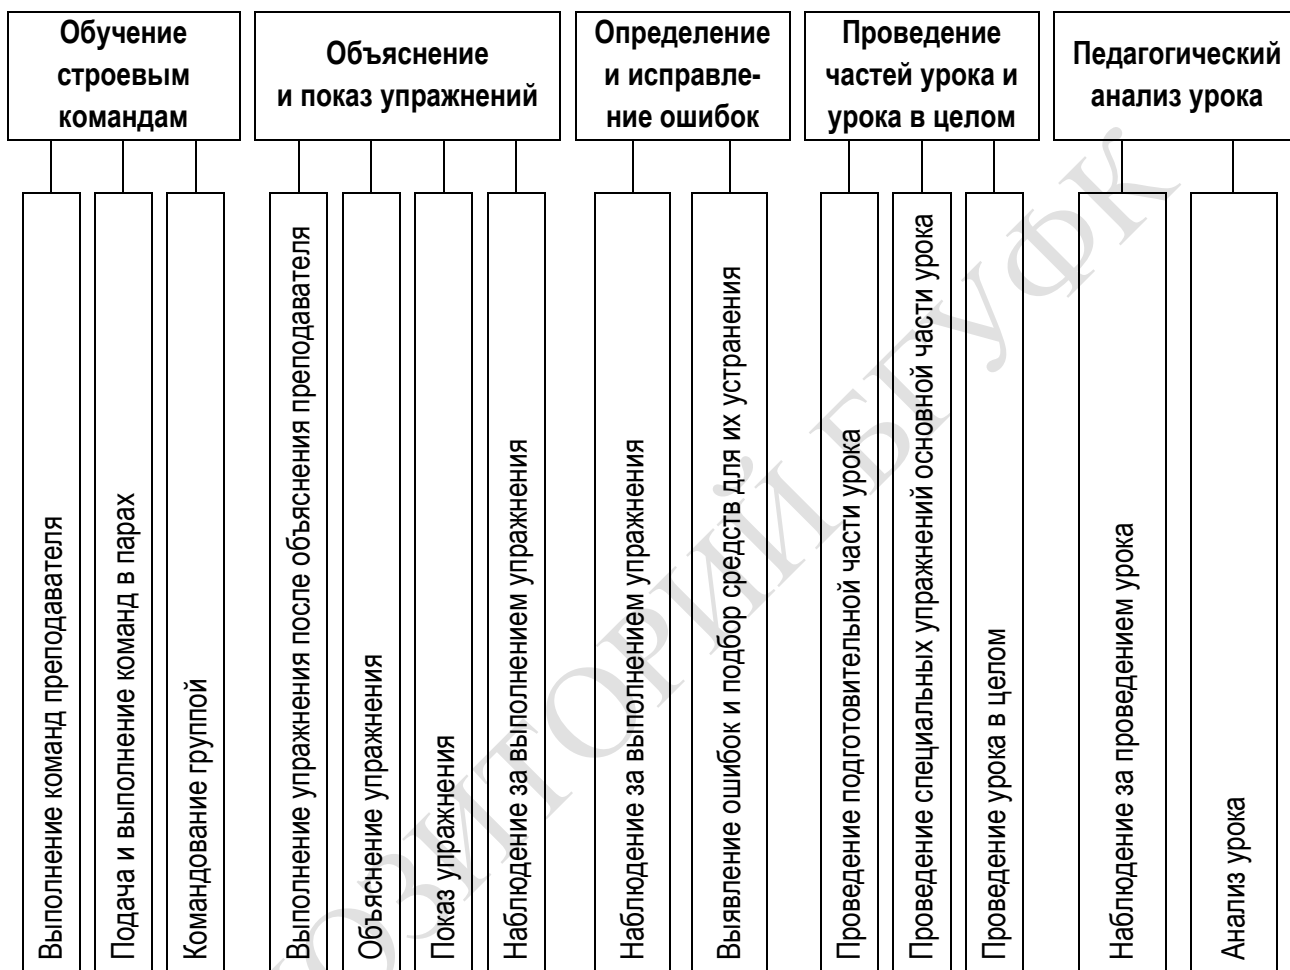 Обучение
строевым
командам
Объяснение
и показ упражнений
Определение
и исправле-
ние ошибок
Проведение
частей урока и
урока в целом
Педагогический
анализ урока
Выполнение команд преподавателя
Подача и выполнение команд в парах
Командование группой
Выполнение упражнения после объяснения преподавателя
Объяснение упражнения
Показ упражнения
Наблюдение за выполнением упражнения
Наблюдение за выполнением упражнения
Выявление ошибок и подбор средств для их устранения
Проведение подготовительной части урока
Проведение специальных упражнений основной части урока
Проведение урока в целом
Наблюдение за проведением урока
Анализ урока
ОЗИТОРИЙ БГУФК